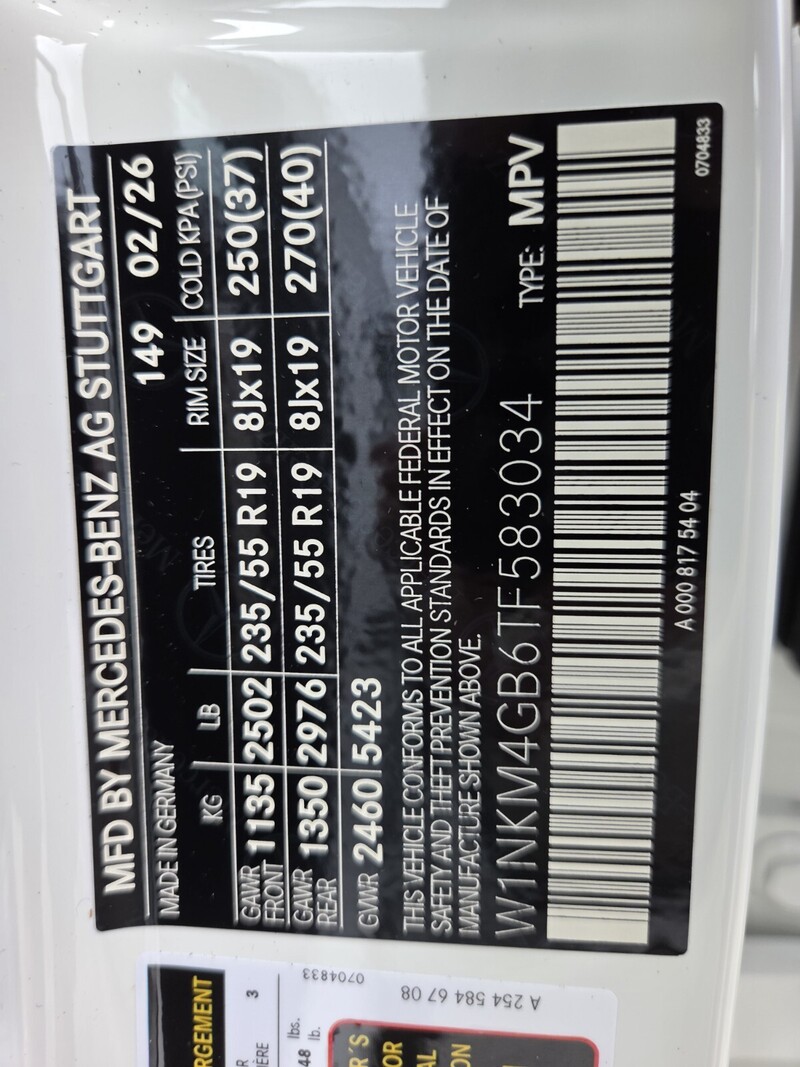 MFD BY MERCEDES-BENZ AG STUTTGART
MADE IN GERMANY 149 02/26
KG LB TIRES RIM SIZE COLD KPA(PSI)
GAWR FRONT 1135 2502 235/55 R19 8Jx19 250(37)
GAWR REAR 1350 2976 235/55 R19 8Jx19 270(40)
GVWR 2460 5423
THIS VEHICLE CONFORMS TO ALL APPLICABLE FEDERAL MOTOR VEHICLE
SAFETY AND THEFT PREVENTION STANDARDS IN EFFECT ON THE DATE OF
MANUFACTURE SHOWN ABOVE.
W1NKM4GB6TF583034 TYPE: MPV
A 000 817 54 04
0704833
RGEMENT
3
lbs.
48 lb.
0704833
A 254 584 67 08